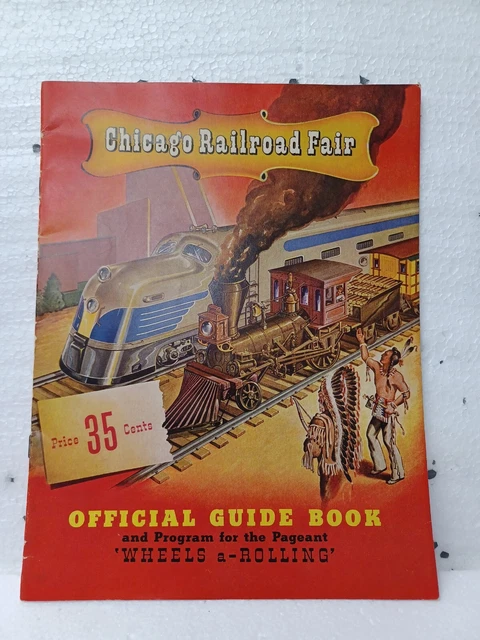 Chicago Railroad Fair
Price 35 Cents
OFFICIAL GUIDE BOOK
and Program for the Pageant
'WHEELS a-ROLLING'